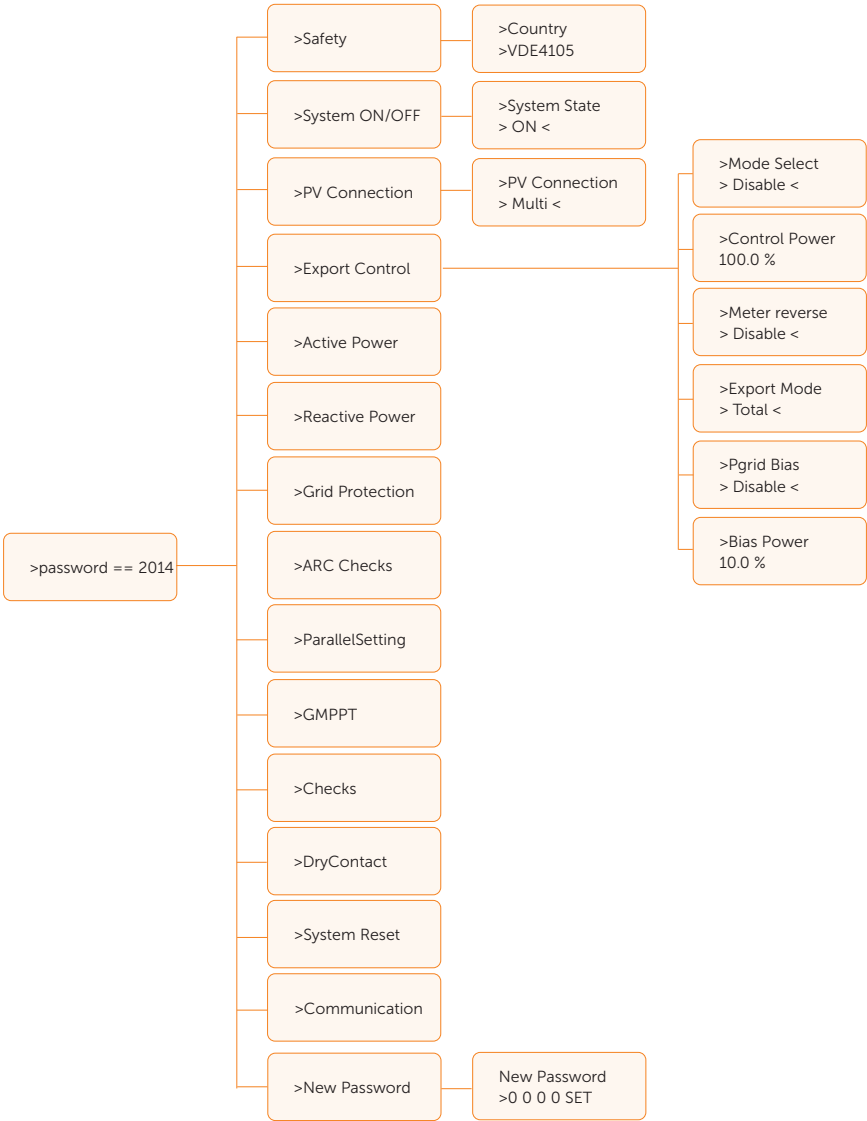 >password == 2014
>Safety
>Country
>VDE4105
>System ON/OFF
>System State
> ON <
>PV Connection
>PV Connection
> Multi <
>Export Control
>Mode Select
> Disable <
>Control Power
100.0 %
>Meter reverse
> Disable <
>Export Mode
> Total <
>Pgrid Bias
> Disable <
>Bias Power
10.0 %
>Active Power
>Reactive Power
>Grid Protection
>ARC Checks
>ParallelSetting
>GMPPT
>Checks
>DryContact
>System Reset
>Communication
>New Password
New Password
>0 0 0 0 SET